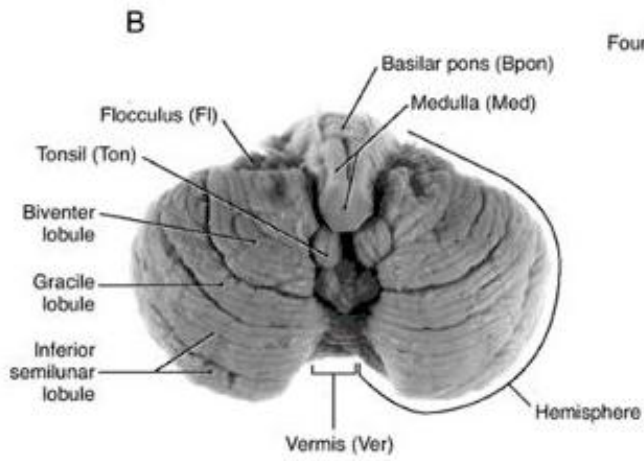 B
Four
Basilar pons (Bpon)
Medulla (Med)
Flocculus (Fl)
Tonsil (Ton)
Biventer
lobule
Gracile
lobule
Inferior
semilunar
lobule
Vermis (Ver)
Hemisphere